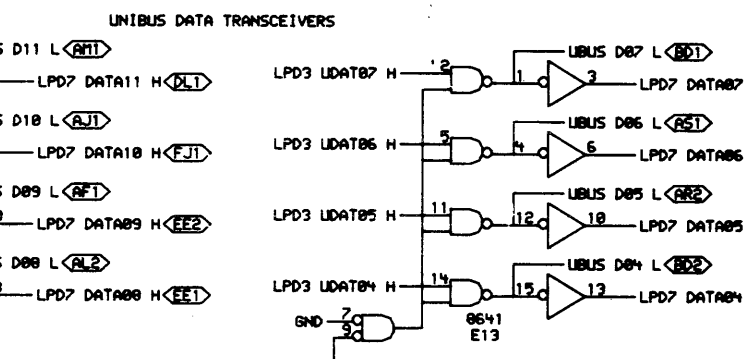 UNIBUS DATA TRANSCEIVERS
S D11 L AM1
LPD7 DATA11 H DL1
S D10 L AJ1
LPD7 DATA10 H FJ1
S D09 L AF1
LPD7 DATA09 H EE2
S D08 L AL2
LPD7 DATA08 H EE1
LPD3 UDAT07 H 2
1
UBUS D07 L BD1
3
LPD7 DATA07
LPD3 UDAT06 H 5
4
UBUS D06 L AS1
6
LPD7 DATA06
LPD3 UDAT05 H 11
12
UBUS D05 L AR2
10
LPD7 DATA05
LPD3 UDAT04 H 14
15
UBUS D04 L BD2
13
LPD7 DATA04
GND 7
9
8641
E13